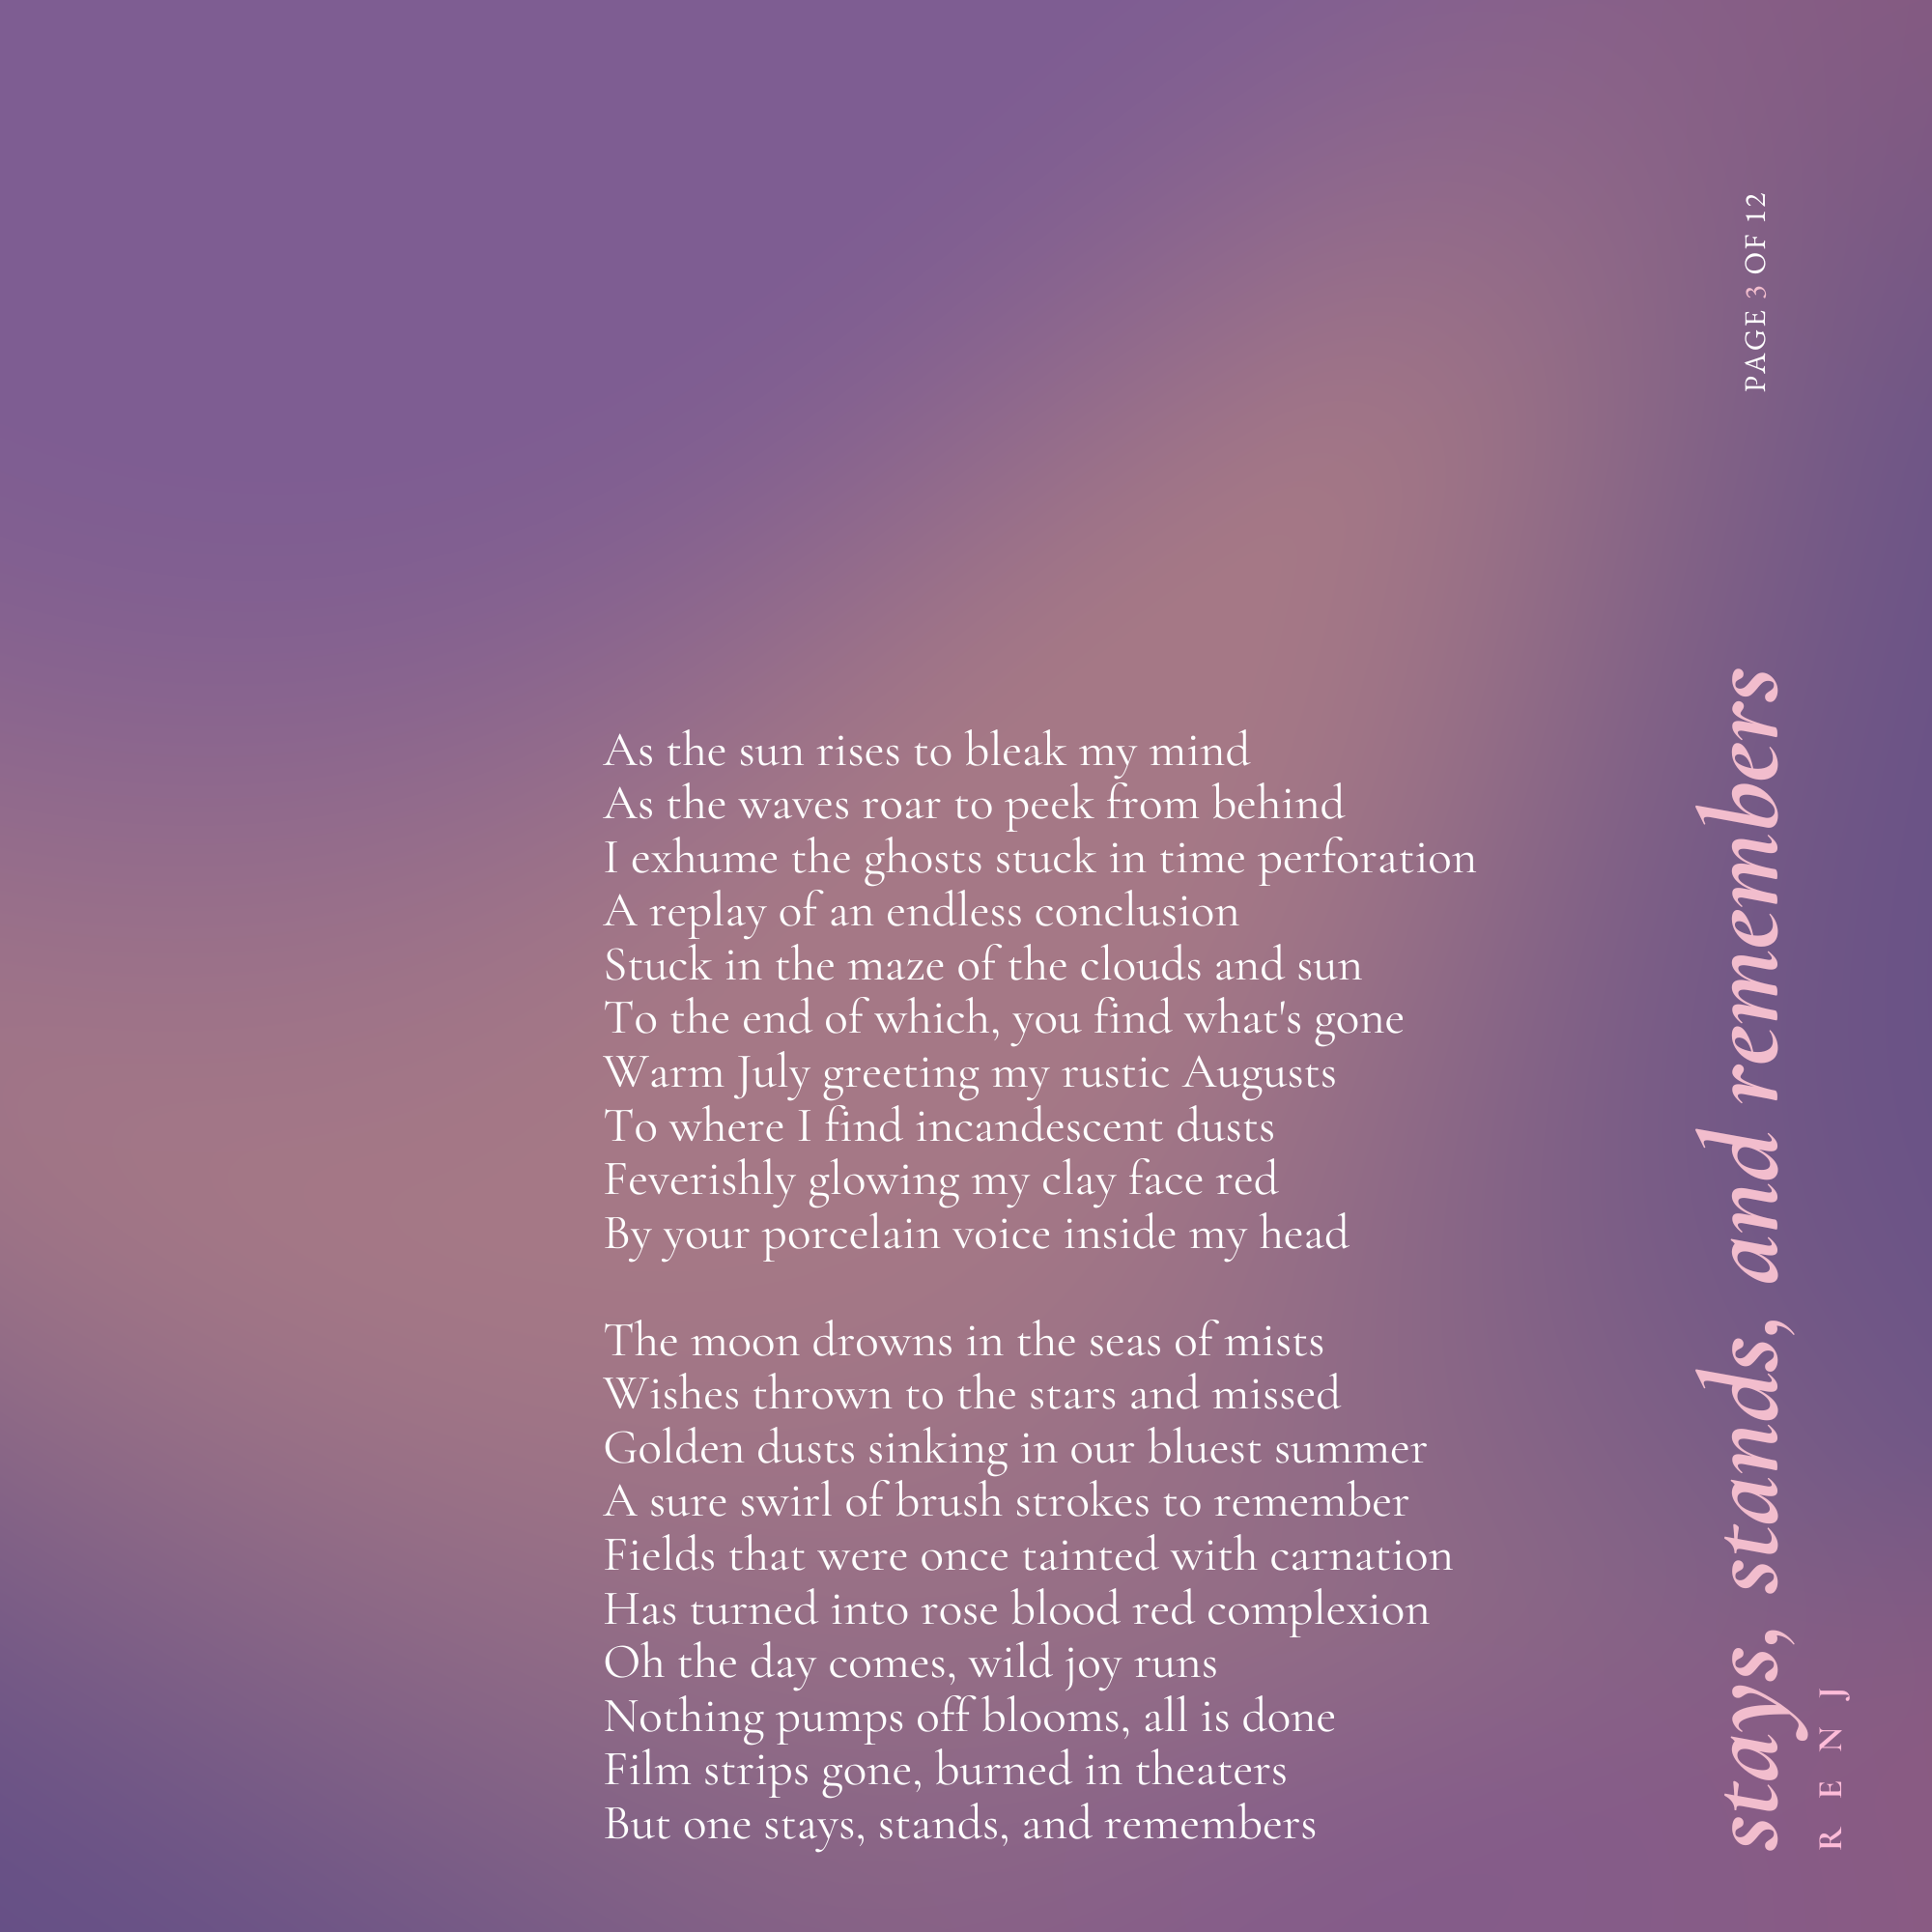 PAGE 3 OF 12
As the sun rises to bleak my mind
As the waves roar to peek from behind
I exhume the ghosts stuck in time perforation
A replay of an endless conclusion
Stuck in the maze of the clouds and sun
To the end of which, you find what's gone
Warm July greeting my rustic Augusts
To where I find incandescent dusts
Feverishly glowing my clay face red
By your porcelain voice inside my head
The moon drowns in the seas of mists
Wishes thrown to the stars and missed
Golden dusts sinking in our bluest summer
A sure swirl of brush strokes to remember
Fields that were once tainted with carnation
Has turned into rose blood red complexion
Oh the day comes, wild joy runs
Nothing pumps off blooms, all is done
Film strips gone, burned in theaters
But one stays, stands, and remembers
stays, stands, and remembers
RENJ